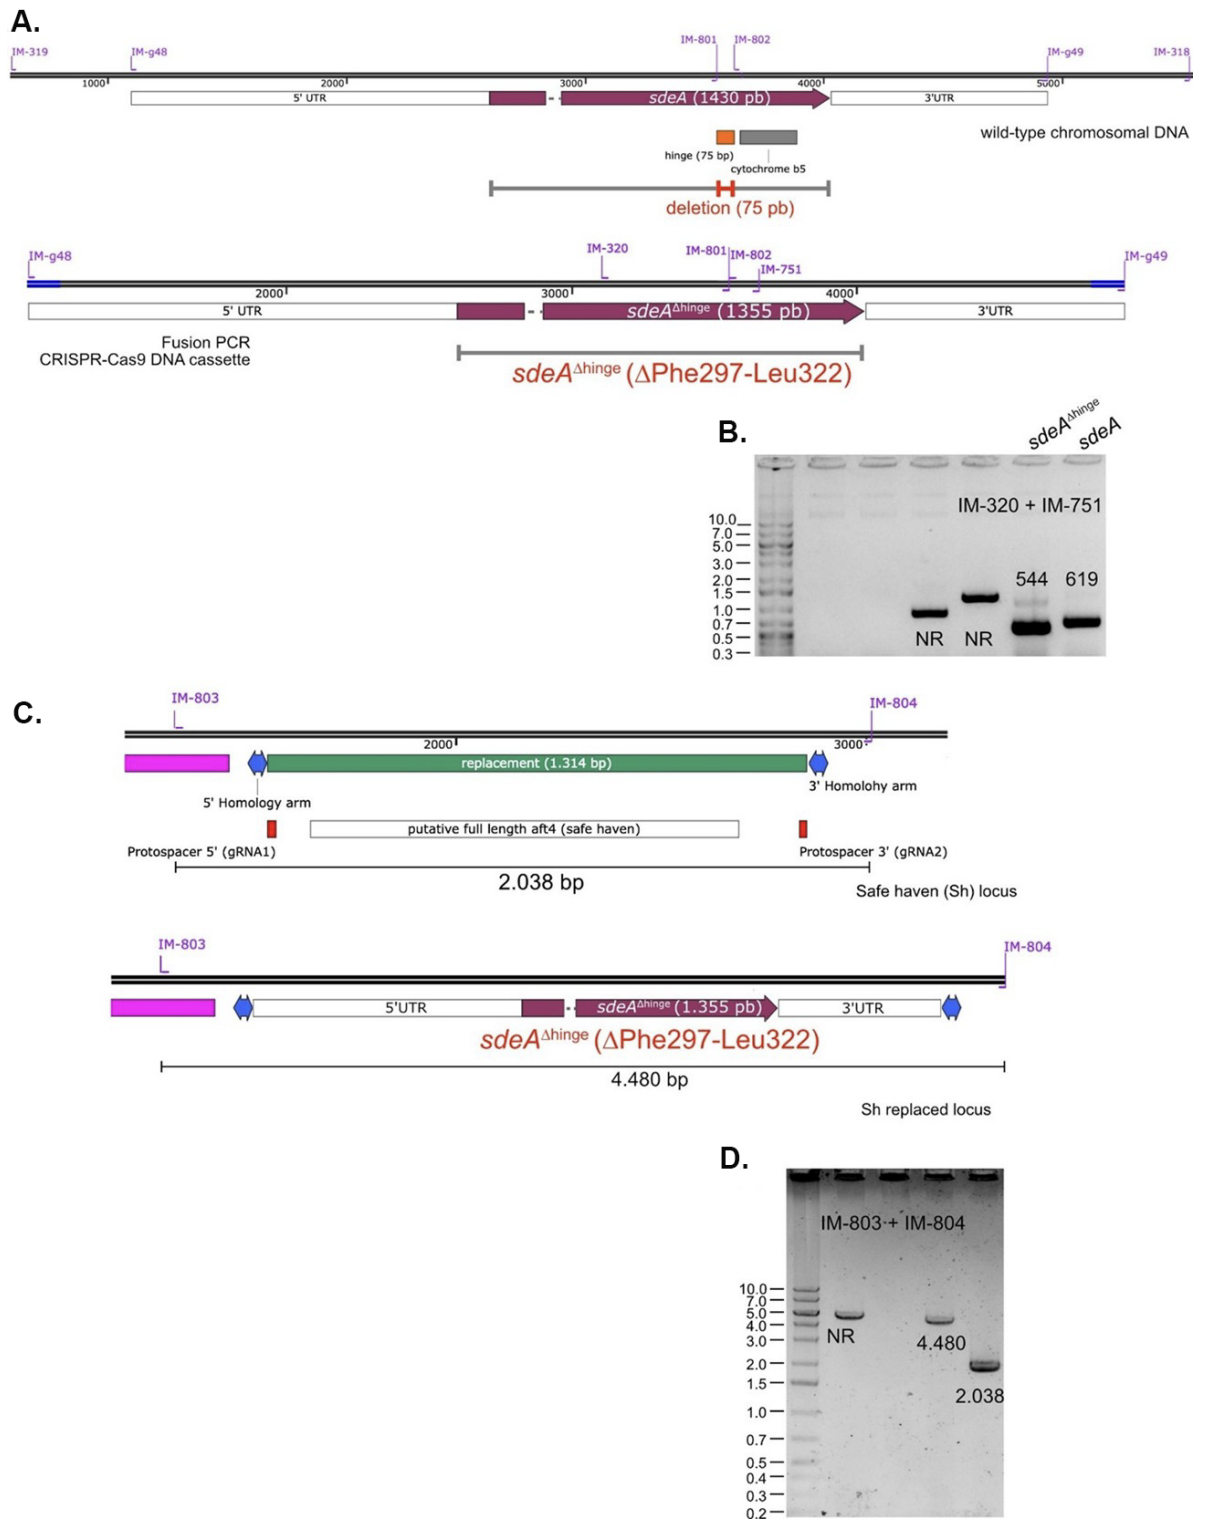 A.
IM-319
IM-g48
IM-801
IM-802
IM-g49
IM-318
1000
2000
3000
4000
5000
5' UTR
sdeA (1430 pb)
3'UTR
wild-type chromosomal DNA
hinge (75 bp)
cytochrome b5
deletion (75 pb)
IM-g48
IM-320
IM-801
IM-802
IM-751
IM-g49
2000
3000
4000
5' UTR
sdeAΔhinge (1355 pb)
3'UTR
Fusion PCR
CRISPR-Cas9 DNA cassette
sdeAΔhinge (ΔPhe297-Leu322)
B.
sdeAΔhinge
sdeA
IM-320 + IM-751
10.0
7.0
5.0
3.0
2.0
1.5
1.0
0.7
0.5
0.3
544
619
NR
NR
C.
IM-803
IM-804
2000
3000
replacement (1.314 bp)
5' Homology arm
3' Homolohy arm
putative full length aft4 (safe haven)
Protospacer 5' (gRNA1)
Protospacer 3' (gRNA2)
2.038 bp
Safe haven (Sh) locus
IM-803
IM-804
5'UTR
sdeAΔhinge (1.355 pb)
3'UTR
sdeAΔhinge (ΔPhe297-Leu322)
4.480 bp
Sh replaced locus
D.
IM-803 + IM-804
10.0
7.0
5.0
4.0
3.0
2.0
1.5
1.0
0.7
0.5
0.4
0.3
0.2
NR
4.480
2.038